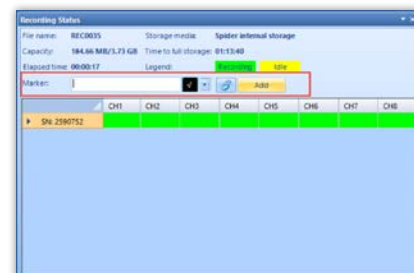 Recording Status
File name: REC0035 Storage media: Spider internal storage
Capacity: 184.66 MB/3.73 GB Time to full storage: 01:13:40
Elapsed time: 00:00:17 Legend: Recording Idle
Marker: Add
CH1 CH2 CH3 CH4 CH5 CH6 CH7 CH8
SN: 2590752